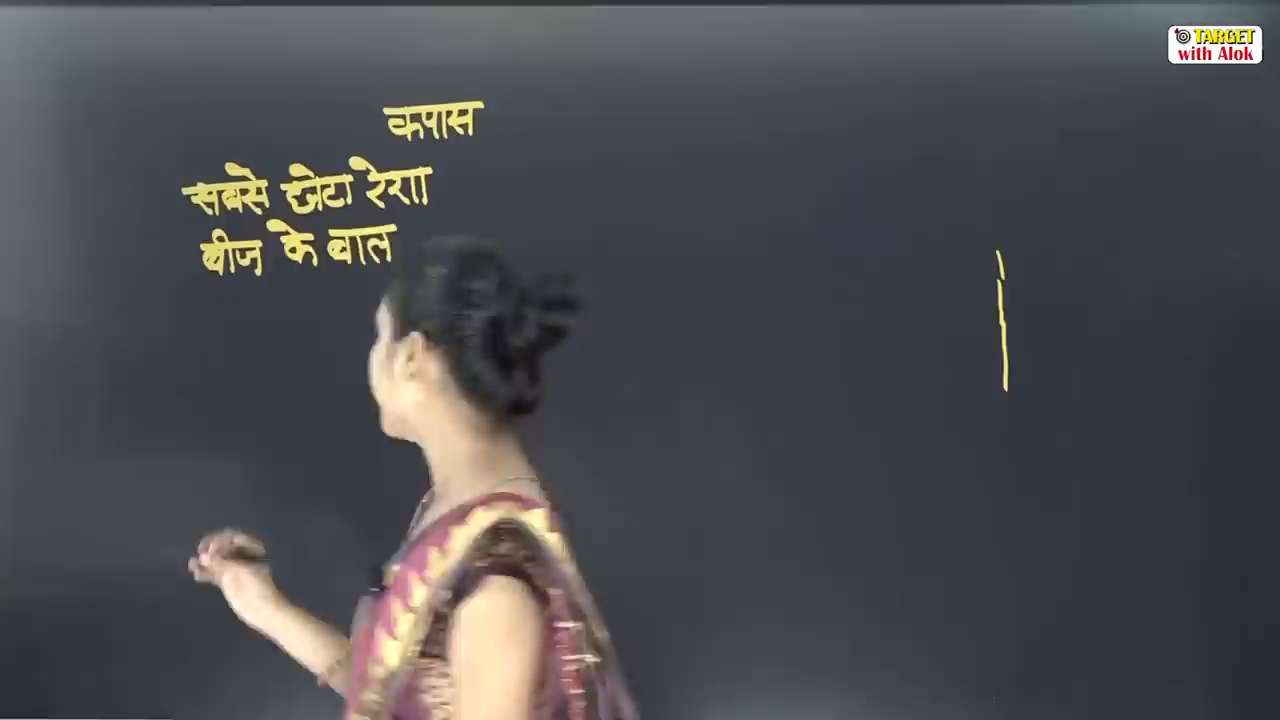 कपास
सबसे छोटा रेशा
बीज के बाल
TARGET
with Alok